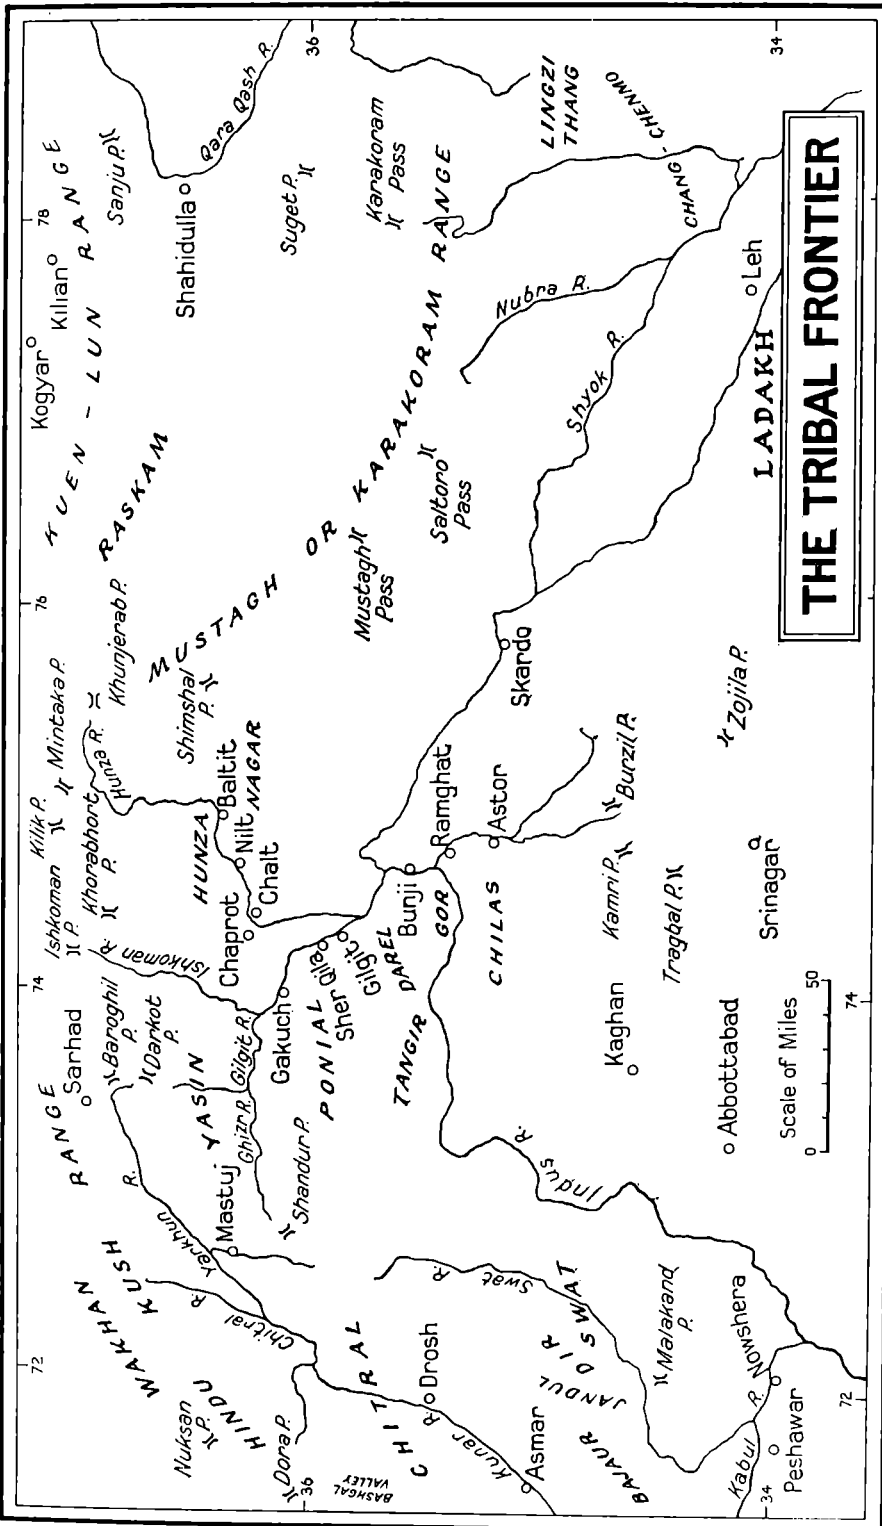 THE TRIBAL FRONTIER
72
74
76
78
36
34
36
34
72
74
WAKHAN
HINDU KUSH RANGE
Sarhad
Baroghil
P.
Darkot
P.
Ishkoman
P.
Khorabhort
P.
Kilik P.
Mintaka P.
Hunza R.
Khunjerab P.
KUEN - LUN RANGE
RASKAM
Kogyar
Kilian
Sanju P.
Shahidulla
Qara Qash R.
Suget P.
Karakoram
Pass
MUSTAGH OR KARAKORAM RANGE
Shimshal
P.
Mustagh
Pass
Saltoro
Pass
LINGZI
THANG
CHANG - CHENMO
Nubra R.
Shyok R.
Leh
LADAKH
Nuksan
P.
Dora P.
BASHGAL
VALLEY
Chitral R.
Yarkhun R.
Mastuj
YASIN
Ghizr R.
Gilgit R.
Ishkoman R.
Shandur P.
Gakuch
PONIAL
Sher Qila
Gilgit
Chaprot
Chalt
Nilt
Baltit
HUNZA
NAGAR
CHITRAL
Drosh
Kunar R.
Asmar
Swat R.
BAJAUR
JANDUL
DIR
SWAT
Malakand
P.
Kabul R.
Nowshera
Peshawar
TANGIR
DAREL
GOR
CHILAS
Bunji
Ramghat
Astor
Skardo
Indus R.
Kaghan
Kamri P.
Burzil P.
Tragbal P.
Zojila P.
Srinagar
Abbottabad
Scale of Miles
0
50